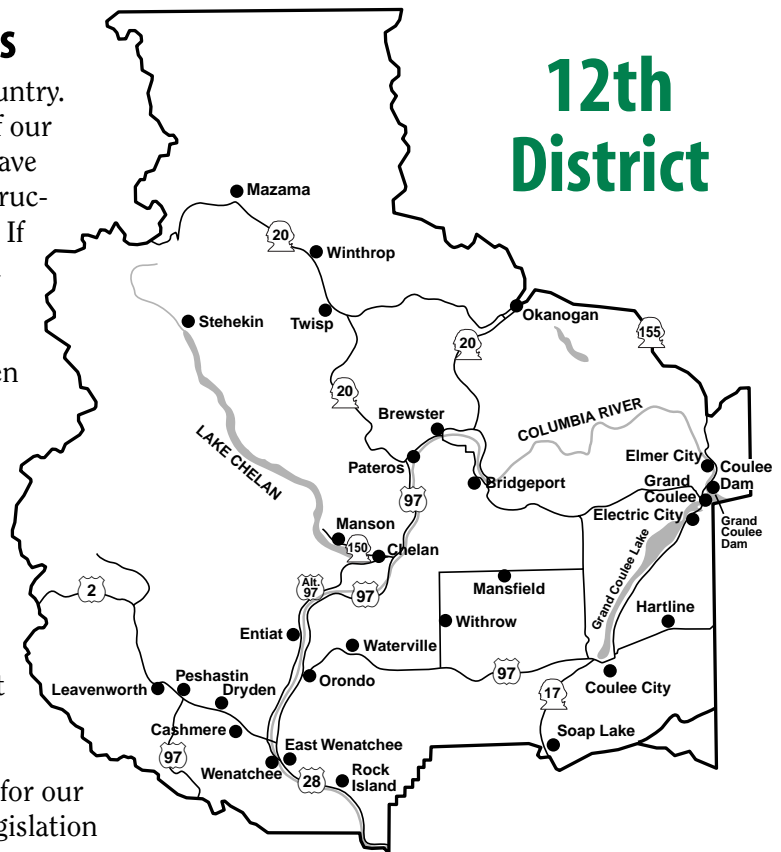 s
untry.
f our
ave
truc-
If
en
t
for our
gislation
12th
District
Mazama
20
Winthrop
Stehekin
Twisp
Okanogan
155
20
20
Brewster
COLUMBIA RIVER
LAKE CHELAN
Pateros
Bridgeport
Elmer City
Coulee
Dam
Grand
Coulee
Electric City
Grand
Coulee
Dam
97
Manson
150
Chelan
Grand Coulee Lake
Alt.
97
97
Mansfield
2
Withrow
Hartline
Entiat
Waterville
97
Leavenworth
Peshastin
Dryden
Orondo
Coulee City
17
Cashmere
Soap Lake
97
East Wenatchee
Wenatchee
28
Rock
Island